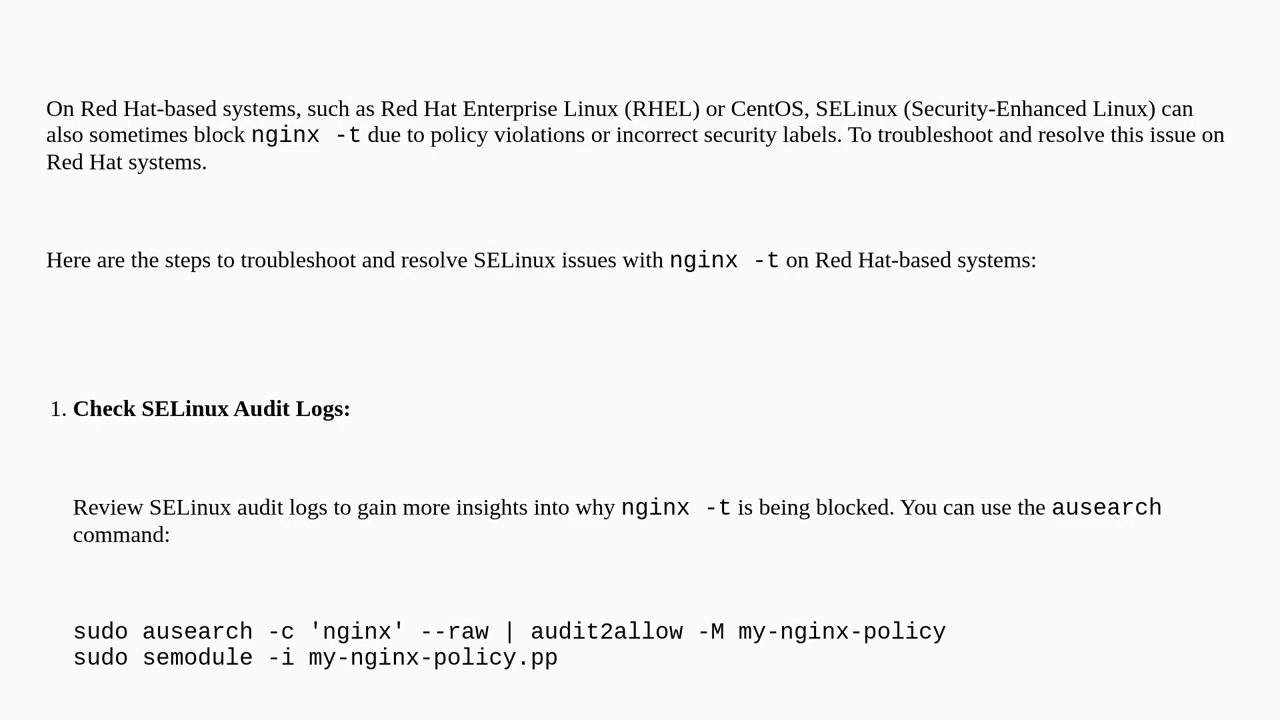 On Red Hat-based systems, such as Red Hat Enterprise Linux (RHEL) or CentOS, SELinux (Security-Enhanced Linux) can
also sometimes block nginx -t due to policy violations or incorrect security labels. To troubleshoot and resolve this issue on
Red Hat systems.
Here are the steps to troubleshoot and resolve SELinux issues with nginx -t on Red Hat-based systems:
1. Check SELinux Audit Logs:
Review SELinux audit logs to gain more insights into why nginx -t is being blocked. You can use the ausearch
command:
sudo ausearch -c 'nginx' --raw | audit2allow -M my-nginx-policy
sudo semodule -i my-nginx-policy.pp